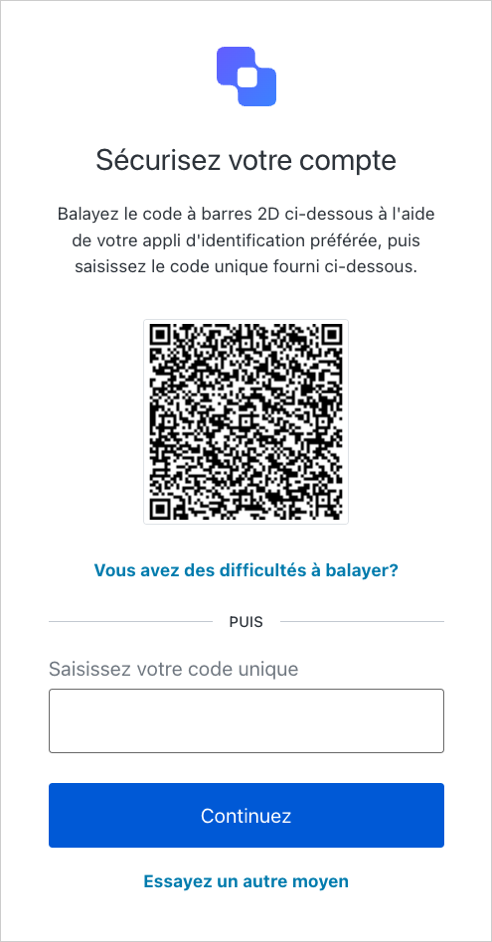 Sécurisez votre compte
Balayez le code à barres 2D ci-dessous à l'aide
de votre appli d'identification préférée, puis
saisissez le code unique fourni ci-dessous.
Vous avez des difficultés à balayer?
PUIS
Saisissez votre code unique
Continuez
Essayez un autre moyen